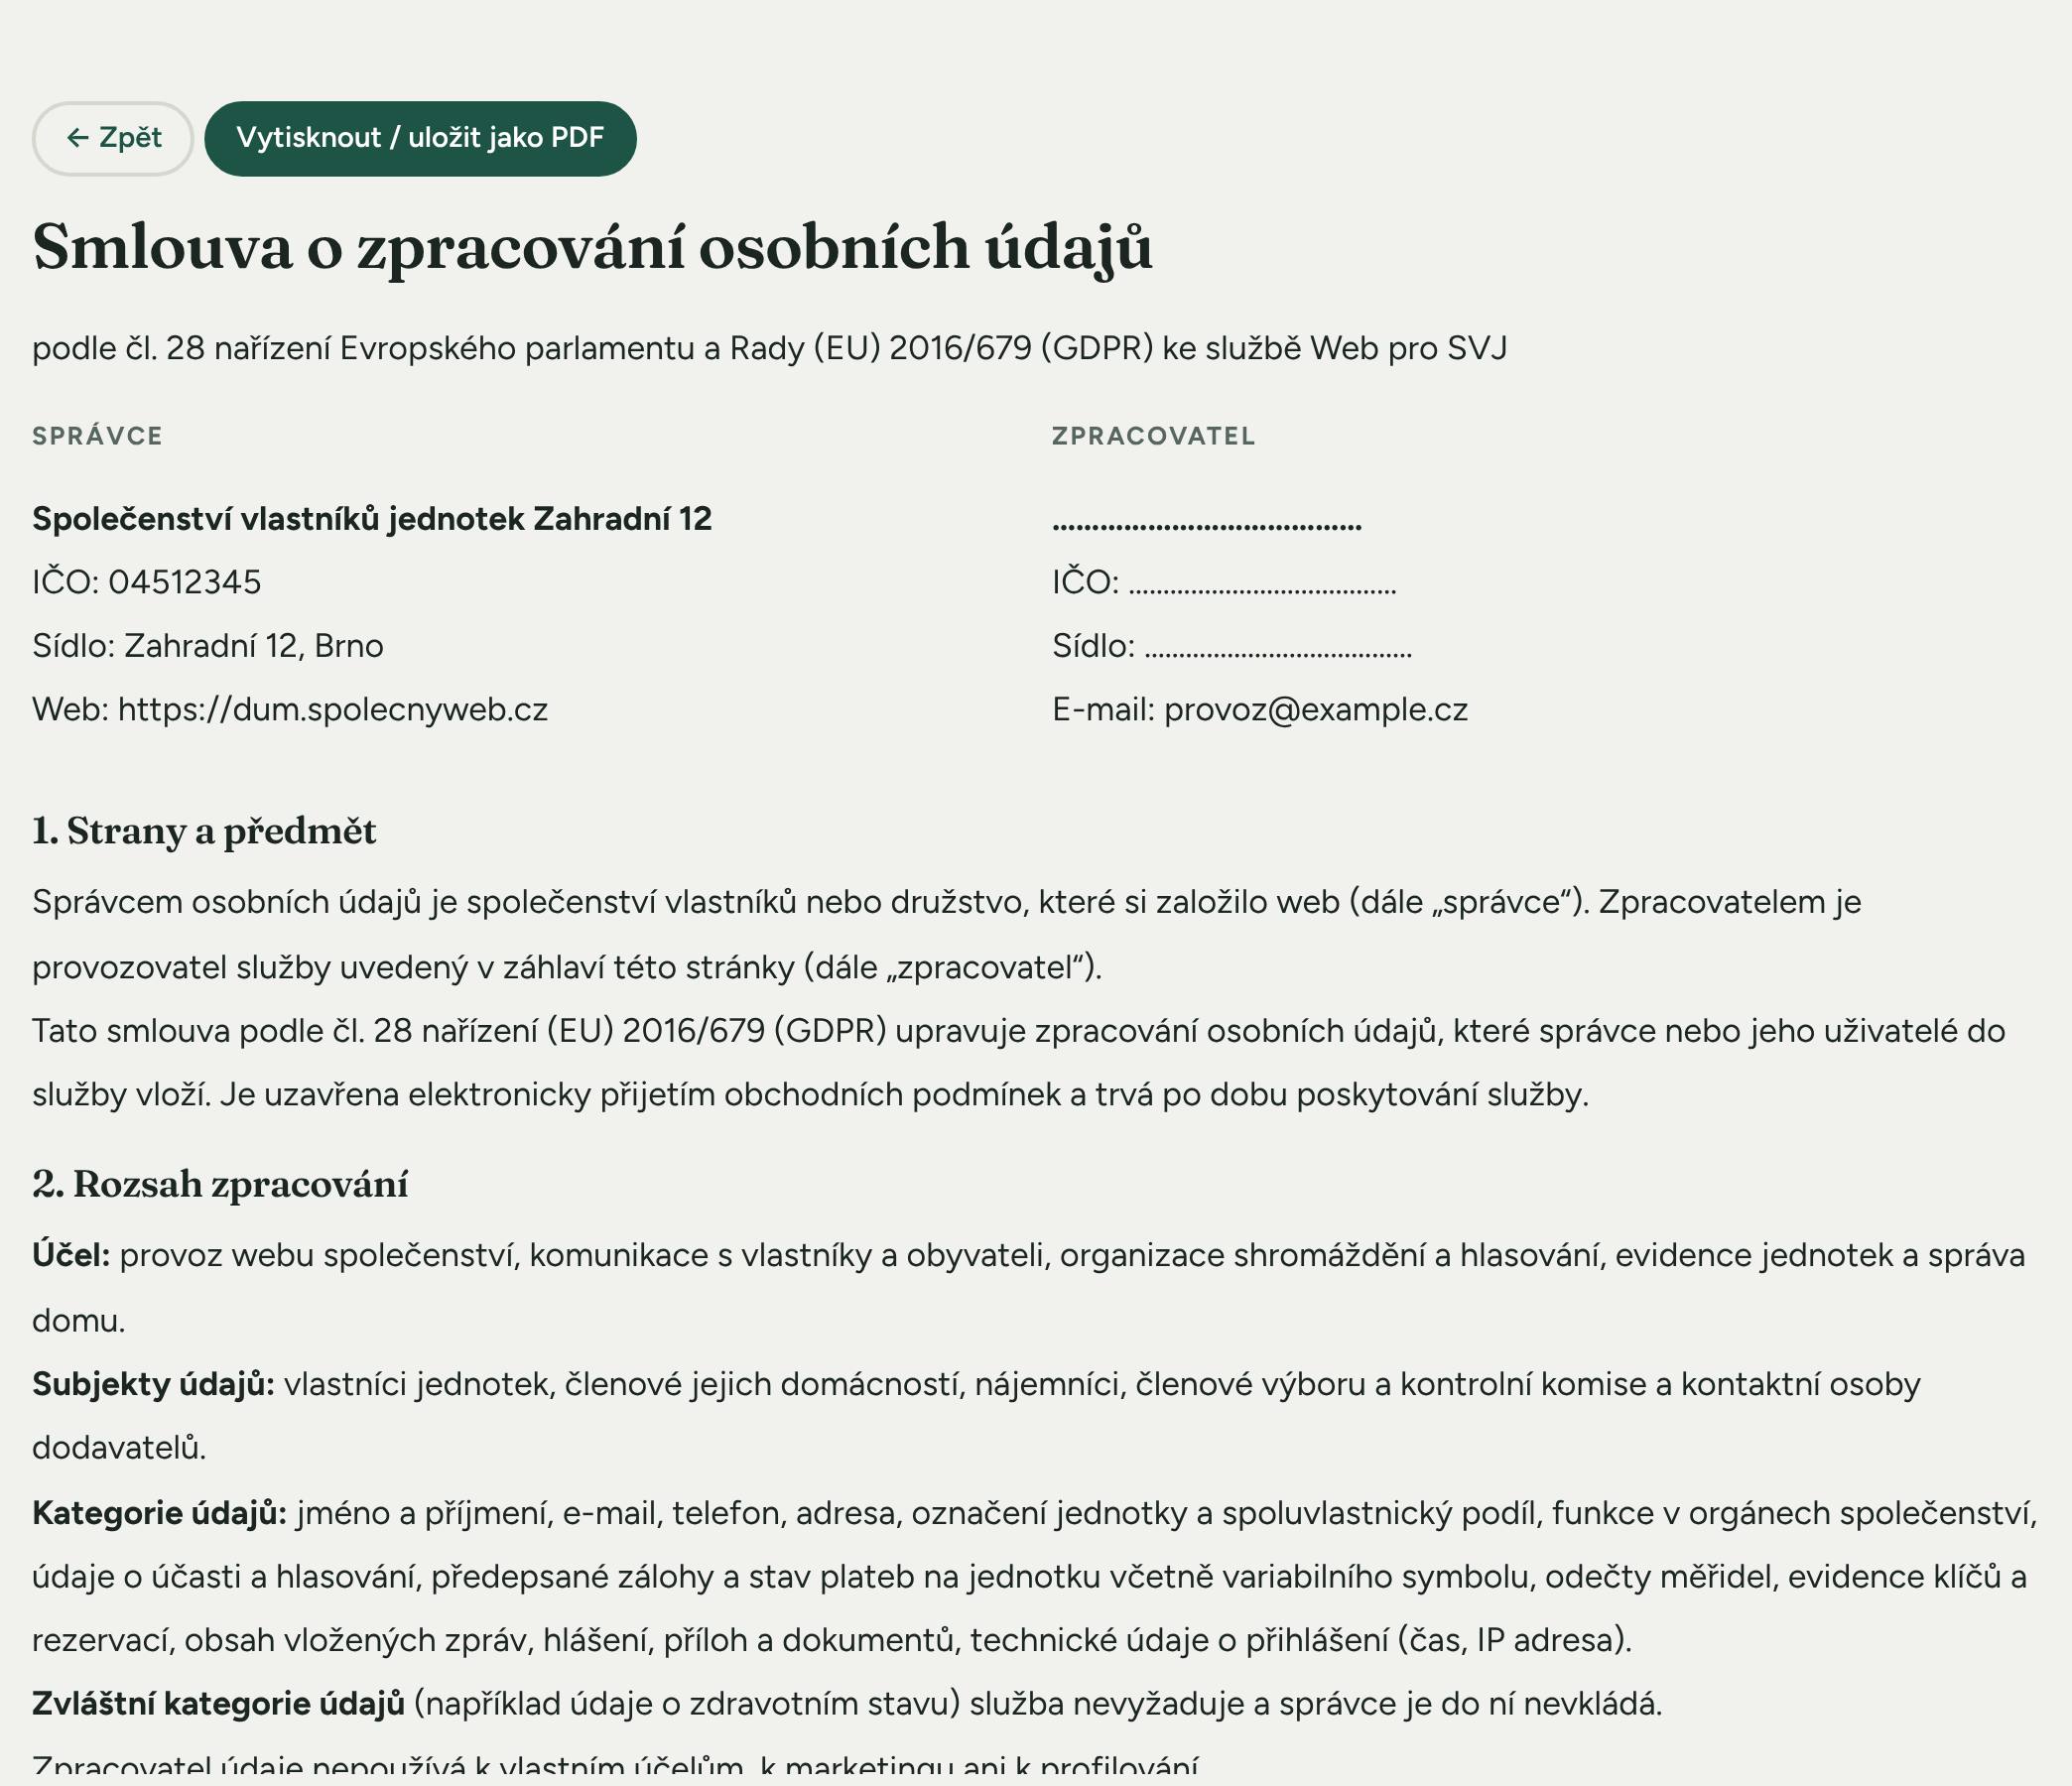 ← Zpět
Vytisknout / uložit jako PDF
Smlouva o zpracování osobních údajů
podle čl. 28 nařízení Evropského parlamentu a Rady (EU) 2016/679 (GDPR) ke službě Web pro SVJ
SPRÁVCE
Společenství vlastníků jednotek Zahradní 12
IČO: 04512345
Sídlo: Zahradní 12, Brno
Web: https://dum.spolecnyweb.cz
ZPRACOVATEL
.......................................
IČO: .......................................
Sídlo: .......................................
E-mail: provoz@example.cz
1. Strany a předmět
Správcem osobních údajů je společenství vlastníků nebo družstvo, které si založilo web (dále „správce“). Zpracovatelem je
provozovatel služby uvedený v záhlaví této stránky (dále „zpracovatel“).
Tato smlouva podle čl. 28 nařízení (EU) 2016/679 (GDPR) upravuje zpracování osobních údajů, které správce nebo jeho uživatelé do
služby vloží. Je uzavřena elektronicky přijetím obchodních podmínek a trvá po dobu poskytování služby.
2. Rozsah zpracování
Účel: provoz webu společenství, komunikace s vlastníky a obyvateli, organizace shromáždění a hlasování, evidence jednotek a správa
domu.
Subjekty údajů: vlastníci jednotek, členové jejich domácností, nájemníci, členové výboru a kontrolní komise a kontaktní osoby
dodavatelů.
Kategorie údajů: jméno a příjmení, e-mail, telefon, adresa, označení jednotky a spoluvlastnický podíl, funkce v orgánech společenství,
údaje o účasti a hlasování, předepsané zálohy a stav plateb na jednotku včetně variabilního symbolu, odečty měřidel, evidence klíčů a
rezervací, obsah vložených zpráv, hlášení, příloh a dokumentů, technické údaje o přihlášení (čas, IP adresa).
Zvláštní kategorie údajů (například údaje o zdravotním stavu) služba nevyžaduje a správce je do ní nevkládá.
Zpracovatel údaje nepoužívá k vlastním účelům, k marketingu ani k profilování.